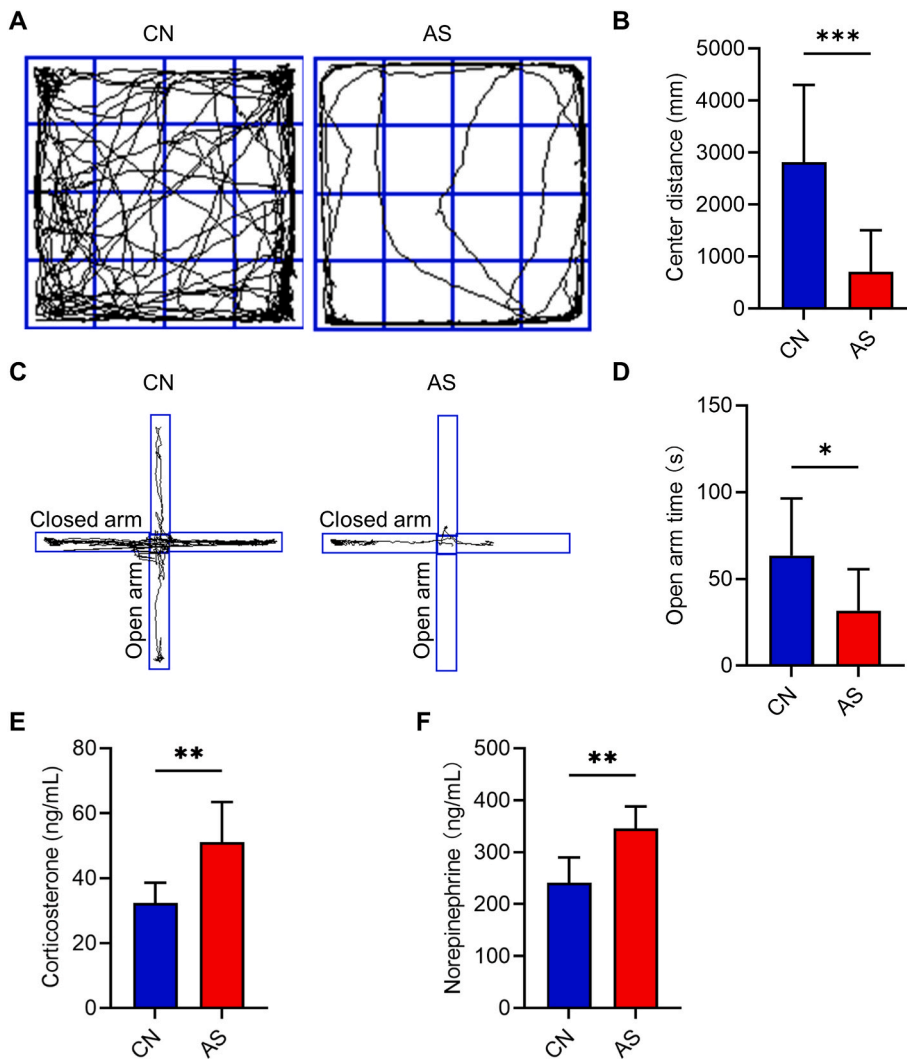 A
CN
AS
B
***
Center distance (mm)
5000
4000
3000
2000
1000
0
CN
AS
C
CN
AS
Closed arm
Open arm
Closed arm
Open arm
D
*
Open arm time（s）
150
100
50
0
CN
AS
E
**
Corticosterone (ng/mL)
80
60
40
20
0
CN
AS
F
**
Norepinephrine（ng/mL）
500
400
300
200
100
0
CN
AS